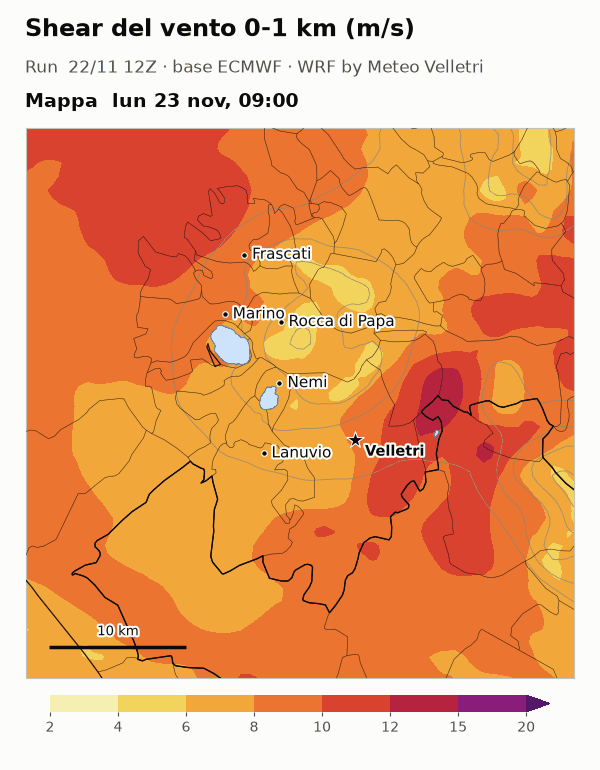 Shear del vento 0-1 km (m/s)
Run  22/11 12Z · base ECMWF · WRF by Meteo Velletri
Mappa  lun 23 nov, 09:00
Frascati
Marino
Rocca di Papa
Nemi
Lanuvio
Velletri
10 km
2 4 6 8 10 12 15 20